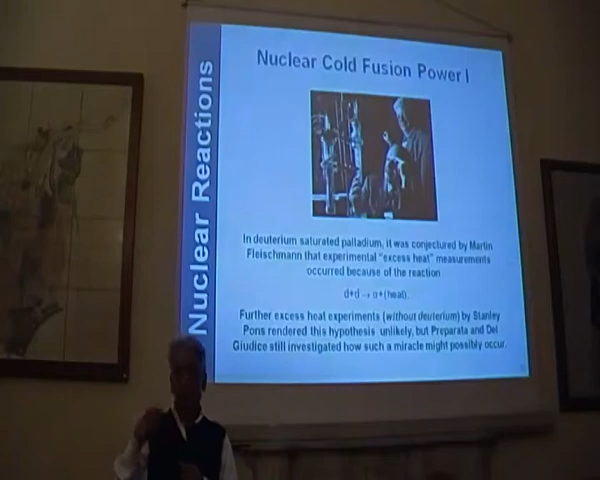 Nuclear Reactions
Nuclear Cold Fusion Power I
In deuterium saturated palladium, it was conjectured by Martin
Fleischmann that experimental "excess heat" measurements
occurred because of the reaction
d+d → α+(heat).
Further excess heat experiments (without deuterium) by Stanley
Pons rendered this hypothesis unlikely, but Preparata and Del
Giudice still investigated how such a miracle might possibly occur.